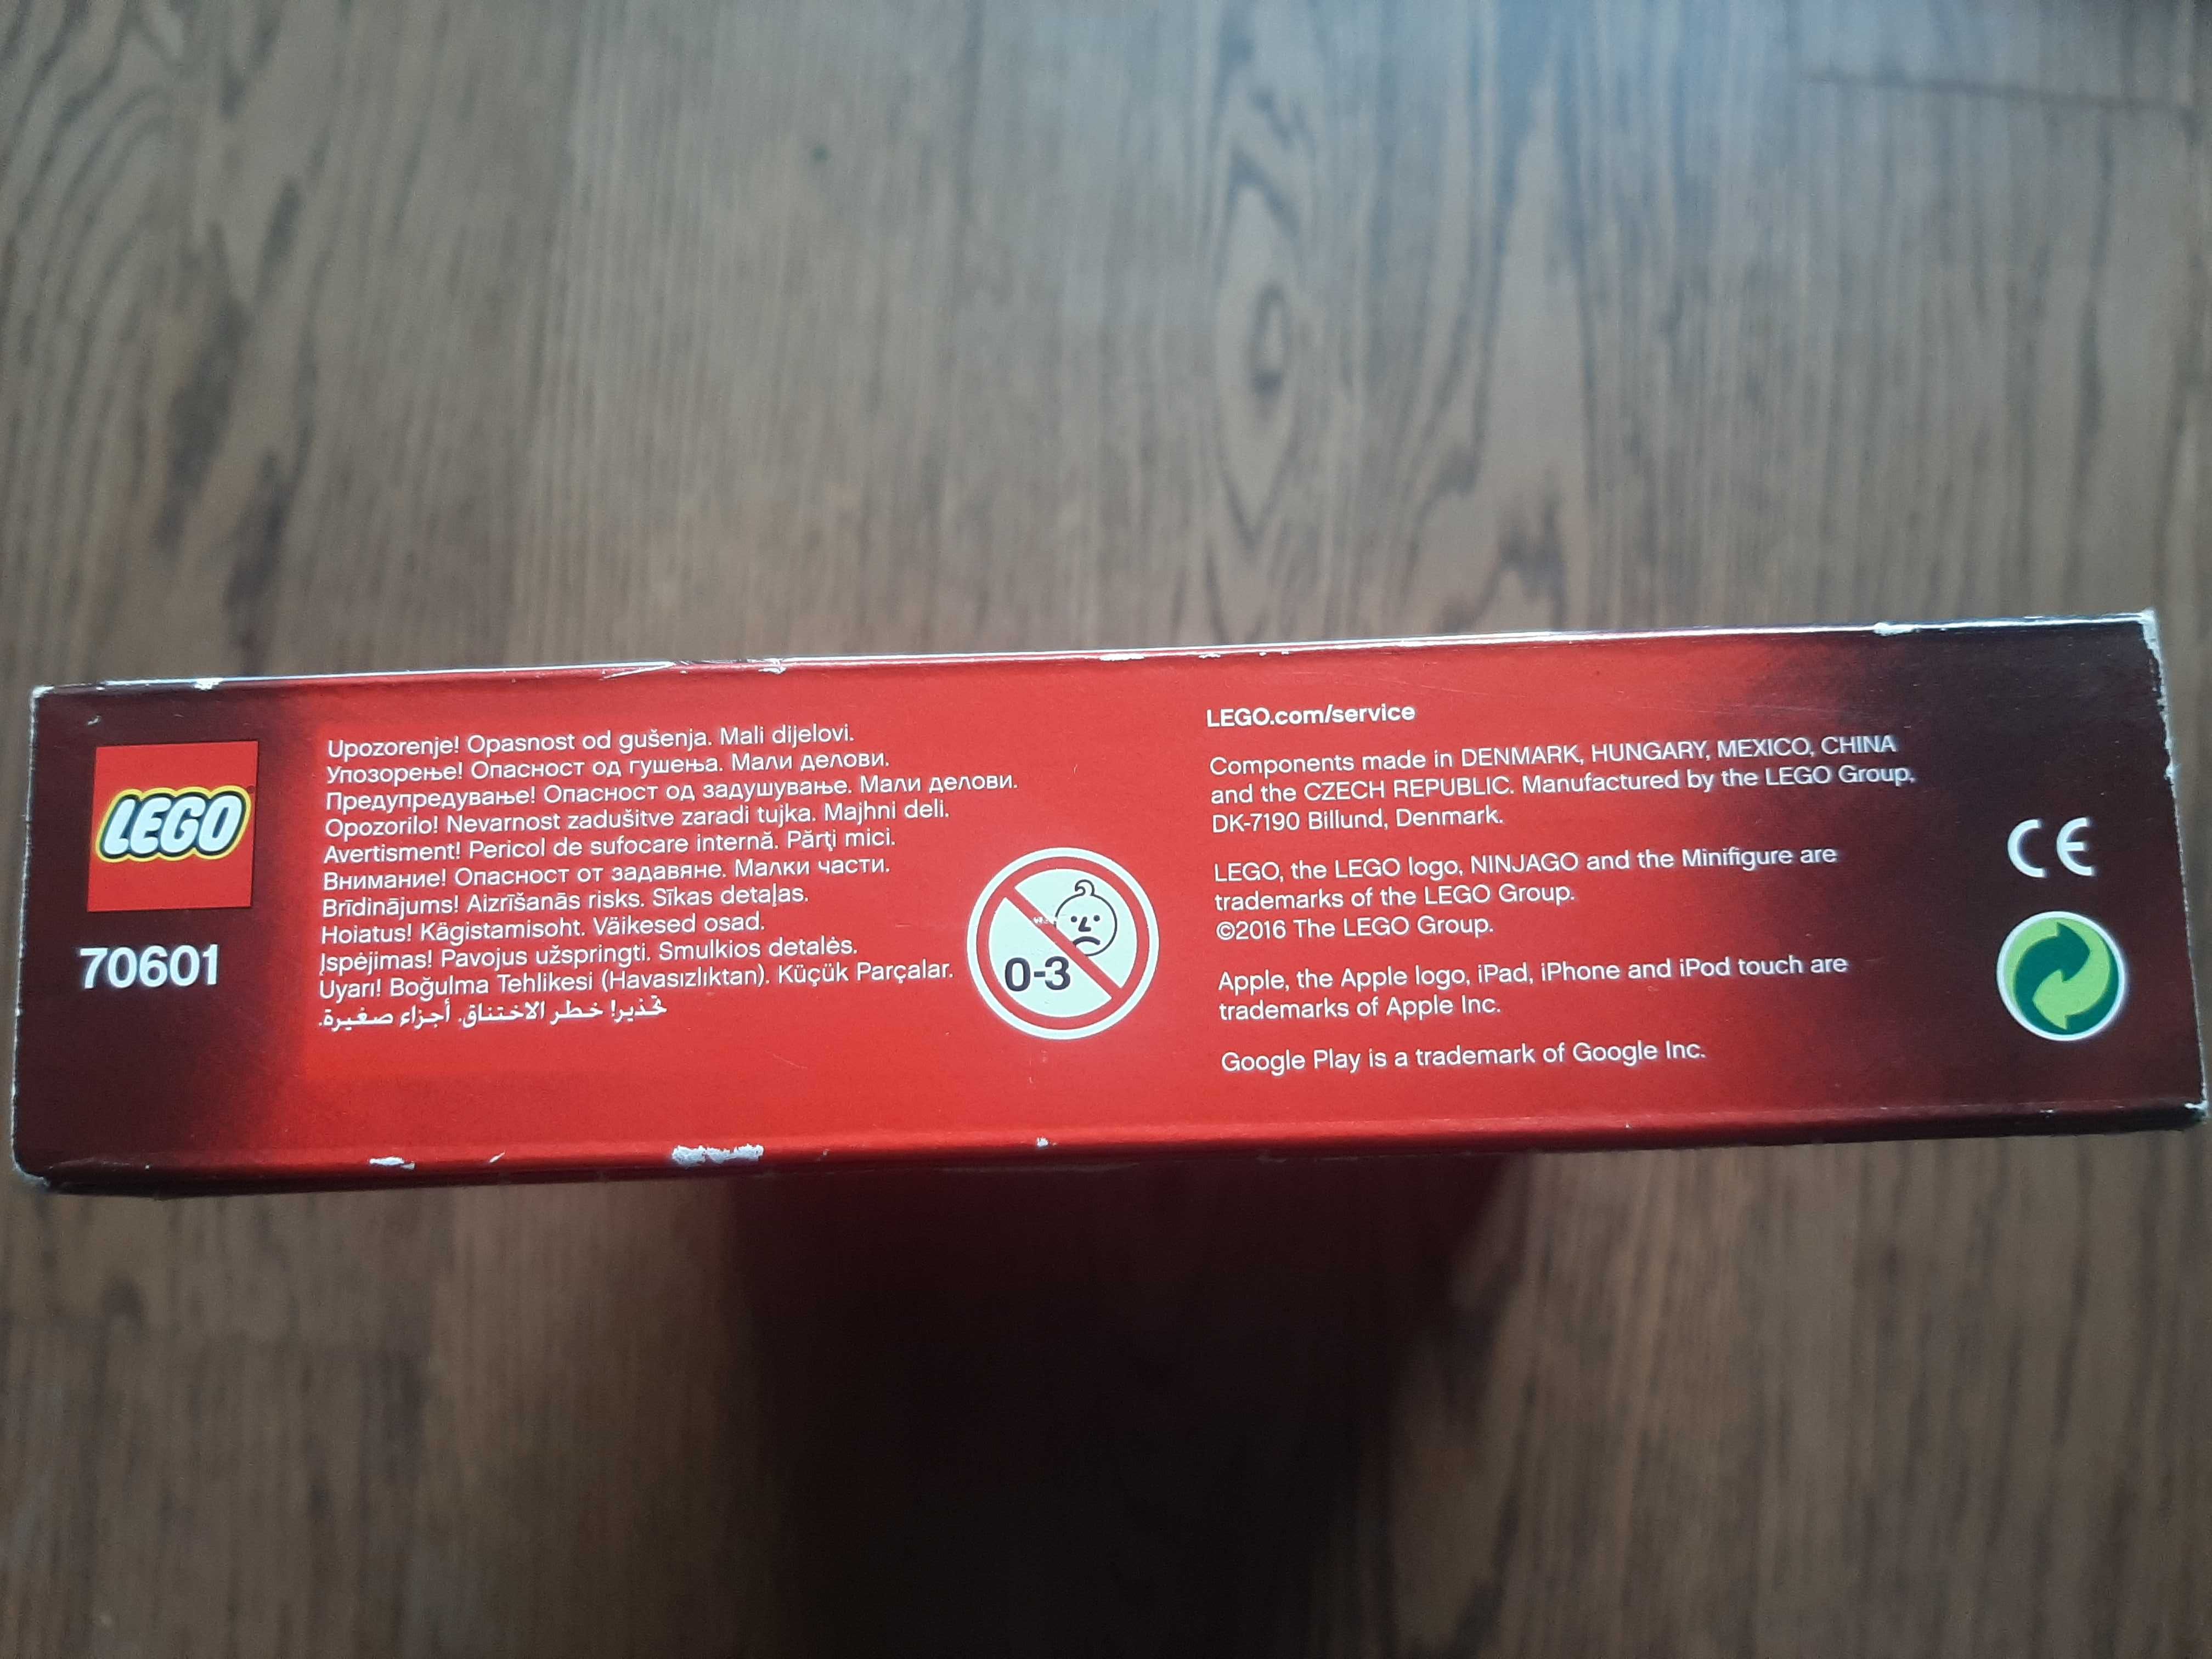 LEGO
70601
Upozorenje! Opasnost od gušenja. Mali dijelovi.
Упозорење! Опасност од гушења. Мали делови.
Предупредување! Опасност од задушување. Мали делови.
Opozorilo! Nevarnost zadušitve zaradi tujka. Majhni deli.
Avertisment! Pericol de sufocare internă. Părţi mici.
Внимание! Опасност от задавяне. Малки части.
Brīdinājums! Aizrīšanās risks. Sīkas detaļas.
Hoiatus! Kägistamisoht. Väikesed osad.
Įspėjimas! Pavojus užspringti. Smulkios detalės.
Uyarı! Boğulma Tehlikesi (Havasızlıktan). Küçük Parçalar.
تحذير! خطر الاختناق. أجزاء صغيرة.
0-3
LEGO.com/service
Components made in DENMARK, HUNGARY, MEXICO, CHINA
and the CZECH REPUBLIC. Manufactured by the LEGO Group,
DK-7190 Billund, Denmark.
LEGO, the LEGO logo, NINJAGO and the Minifigure are
trademarks of the LEGO Group.
©2016 The LEGO Group.
Apple, the Apple logo, iPad, iPhone and iPod touch are
trademarks of Apple Inc.
Google Play is a trademark of Google Inc.
CE